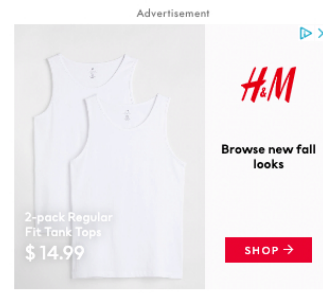 Advertisement
H&M
Browse new fall
looks
2-pack Regular
Fit Tank Tops
$ 14.99
SHOP →